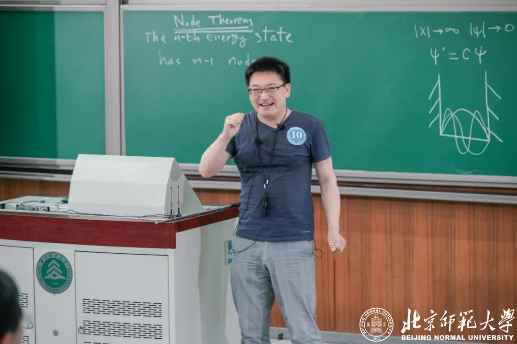 Node Theorem
The n-th energy state
has n-1 node
|x|→∞ |ψ|→0
ψ' = Cψ
10
北京师范大学
BEIJING NORMAL UNIVERSITY